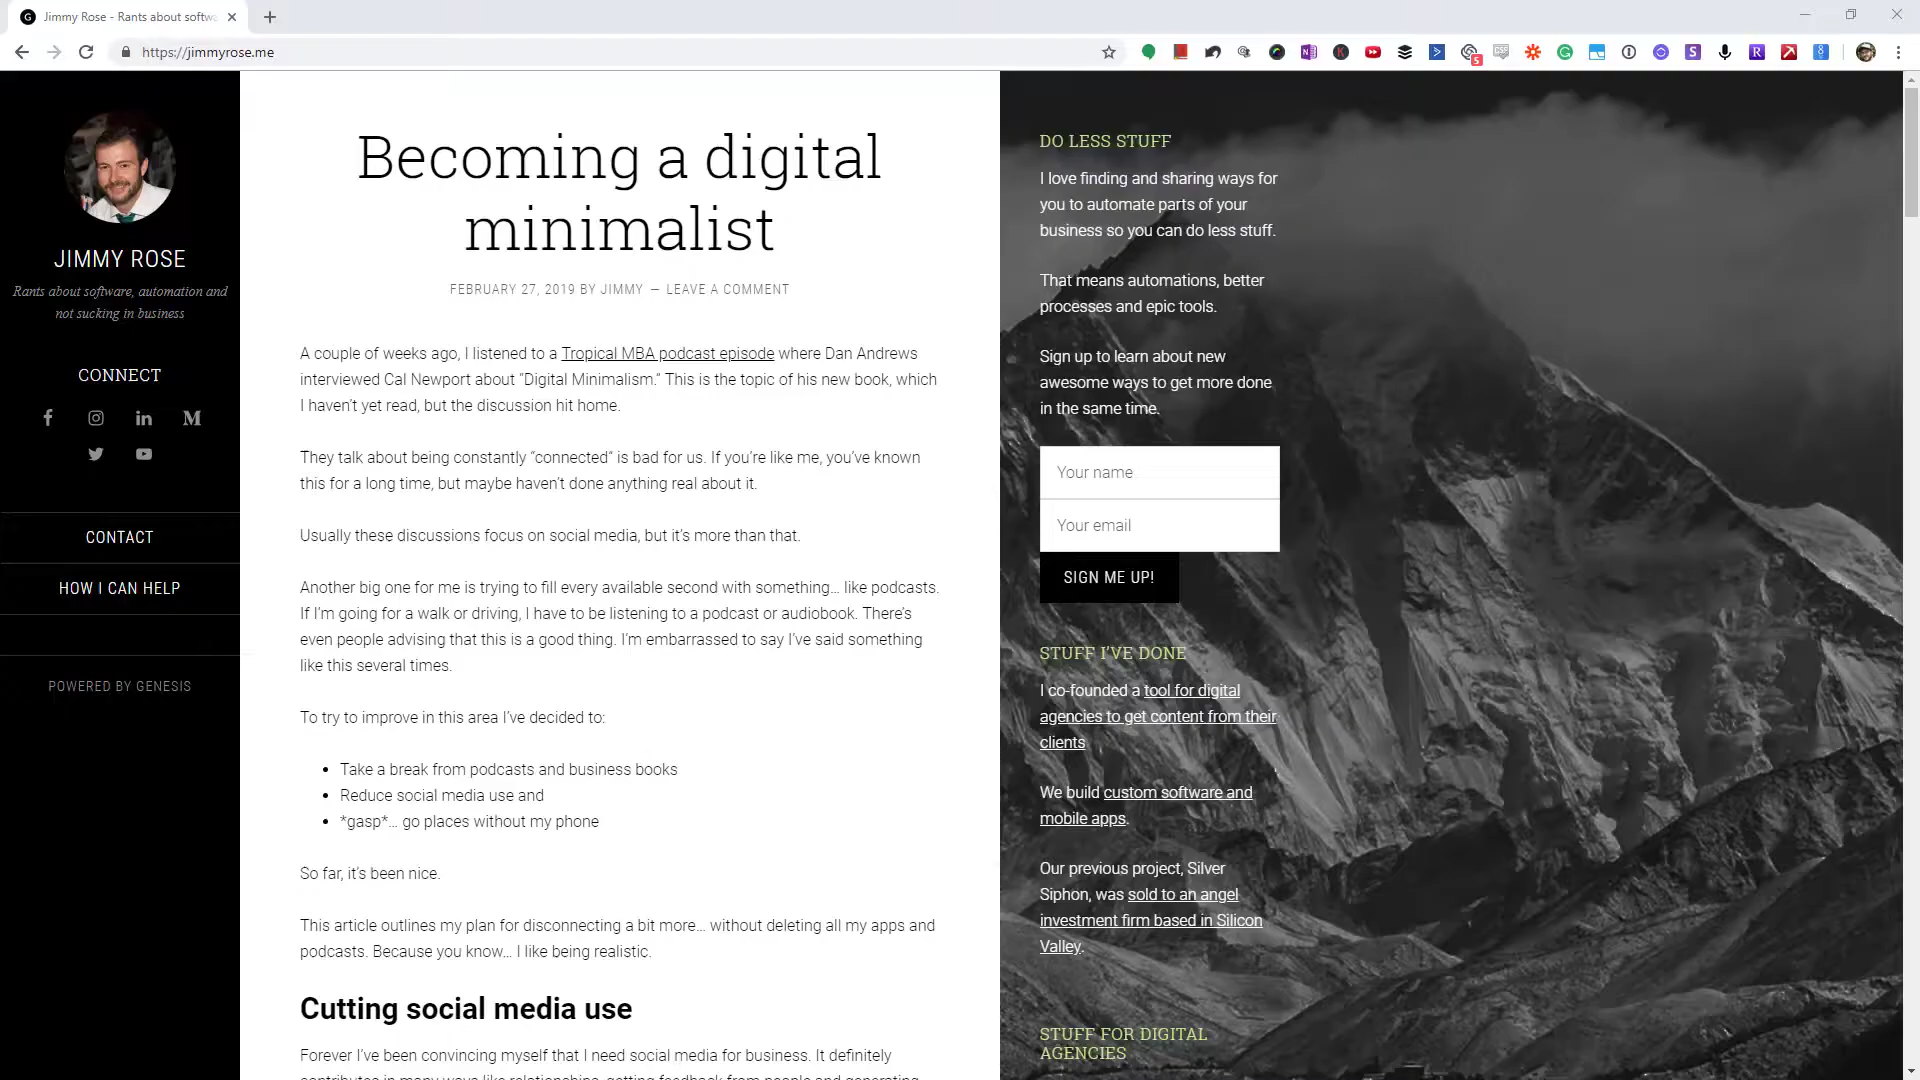 Jimmy Rose - Rants about softwa
https://jimmyrose.me
5
JIMMY ROSE
Rants about software, automation and
not sucking in business
CONNECT
CONTACT
HOW I CAN HELP
POWERED BY GENESIS
Becoming a digital
minimalist
FEBRUARY 27, 2019 BY JIMMY — LEAVE A COMMENT
A couple of weeks ago, I listened to a Tropical MBA podcast episode where Dan Andrews
interviewed Cal Newport about “Digital Minimalism.” This is the topic of his new book, which
I haven’t yet read, but the discussion hit home.
They talk about being constantly “connected” is bad for us. If you’re like me, you’ve known
this for a long time, but maybe haven’t done anything real about it.
Usually these discussions focus on social media, but it’s more than that.
Another big one for me is trying to fill every available second with something… like podcasts.
If I’m going for a walk or driving, I have to be listening to a podcast or audiobook. There’s
even people advising that this is a good thing. I’m embarrassed to say I’ve said something
like this several times.
To try to improve in this area I’ve decided to:
• Take a break from podcasts and business books
• Reduce social media use and
• *gasp*… go places without my phone
So far, it’s been nice.
This article outlines my plan for disconnecting a bit more… without deleting all my apps and
podcasts. Because you know… I like being realistic.
Cutting social media use
Forever I’ve been convincing myself that I need social media for business. It definitely
contributes in many ways like relationships, getting feedback from people and generating
DO LESS STUFF
I love finding and sharing ways for
you to automate parts of your
business so you can do less stuff.
That means automations, better
processes and epic tools.
Sign up to learn about new
awesome ways to get more done
in the same time.
Your name
Your email
SIGN ME UP!
STUFF I’VE DONE
I co-founded a tool for digital
agencies to get content from their
clients
We build custom software and
mobile apps.
Our previous project, Silver
Siphon, was sold to an angel
investment firm based in Silicon
Valley.
STUFF FOR DIGITAL
AGENCIES